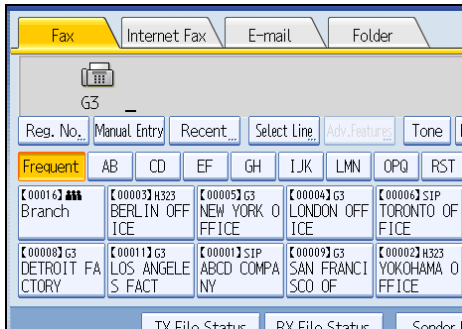 Fax Internet Fax E-mail Folder
G3 _
Reg. No. Manual Entry Recent Select Line Adv.Features Tone
Frequent AB CD EF GH IJK LMN OPQ RST
[00016] [00003]H323 [00005]G3 [00004]G3 [00006]SIP
Branch BERLIN OFF NEW YORK O LONDON OFF TORONTO OF
ICE FFICE ICE FICE
[00008]G3 [00011]G3 [00001]SIP [00009]G3 [00002]H323
DETROIT FA LOS ANGELE ABCD COMPA SAN FRANCI YOKOHAMA O
CTORY S FACT NY SCO OF FFICE
TX File Status RX File Status Sender